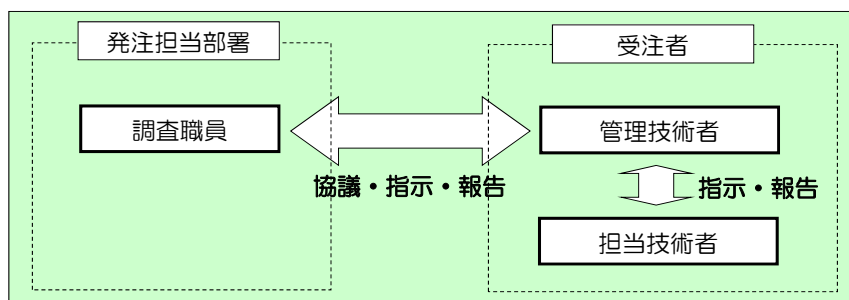 発注担当部署
受注者
調査職員
管理技術者
協議・指示・報告
指示・報告
担当技術者